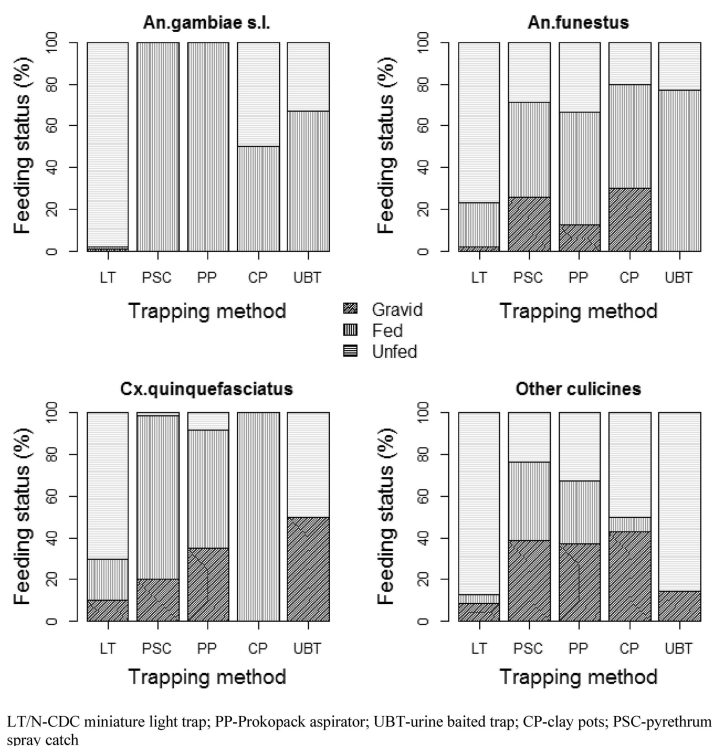 An.gambiae s.l.
Feeding status (%)
0 20 40 60 80 100
LT PSC PP CP UBT
Trapping method
An.funestus
Feeding status (%)
0 20 40 60 80 100
LT PSC PP CP UBT
Trapping method
Gravid
Fed
Unfed
Cx.quinquefasciatus
Feeding status (%)
0 20 40 60 80 100
LT PSC PP CP UBT
Trapping method
Other culicines
Feeding status (%)
0 20 40 60 80 100
LT PSC PP CP UBT
Trapping method
LT/N-CDC miniature light trap; PP-Prokopack aspirator; UBT-urine baited trap; CP-clay pots; PSC-pyrethrum
spray catch